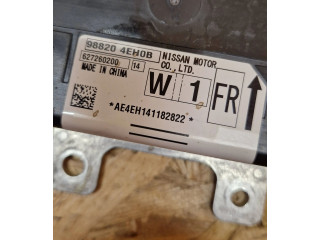 98820 4EH0B NISSAN MOTOR CO., LTD.
627260200 14
MADE IN CHINA
W 1 FR
*AE4EH141182822*